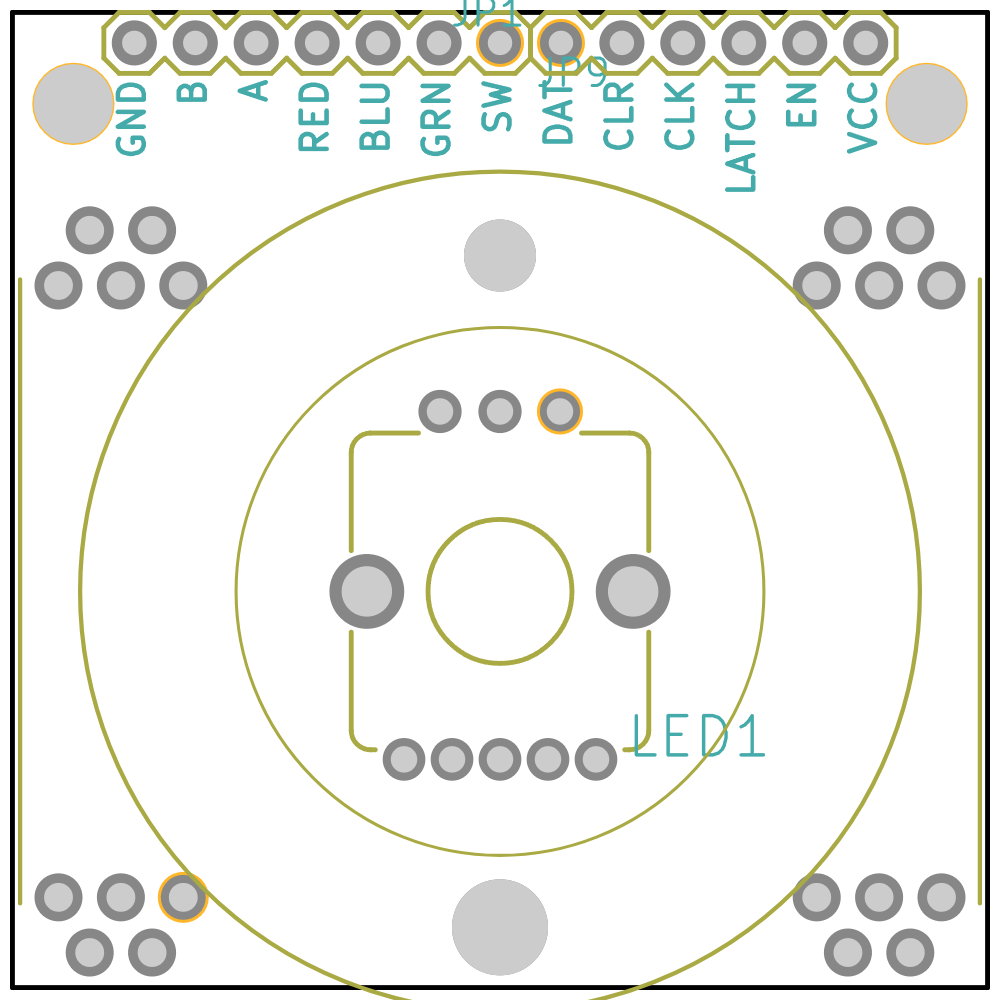 JP1
JP9
GND
B
A
RED
BLU
GRN
SW
DAT
CLR
CLK
LATCH
EN
VCC
LED1